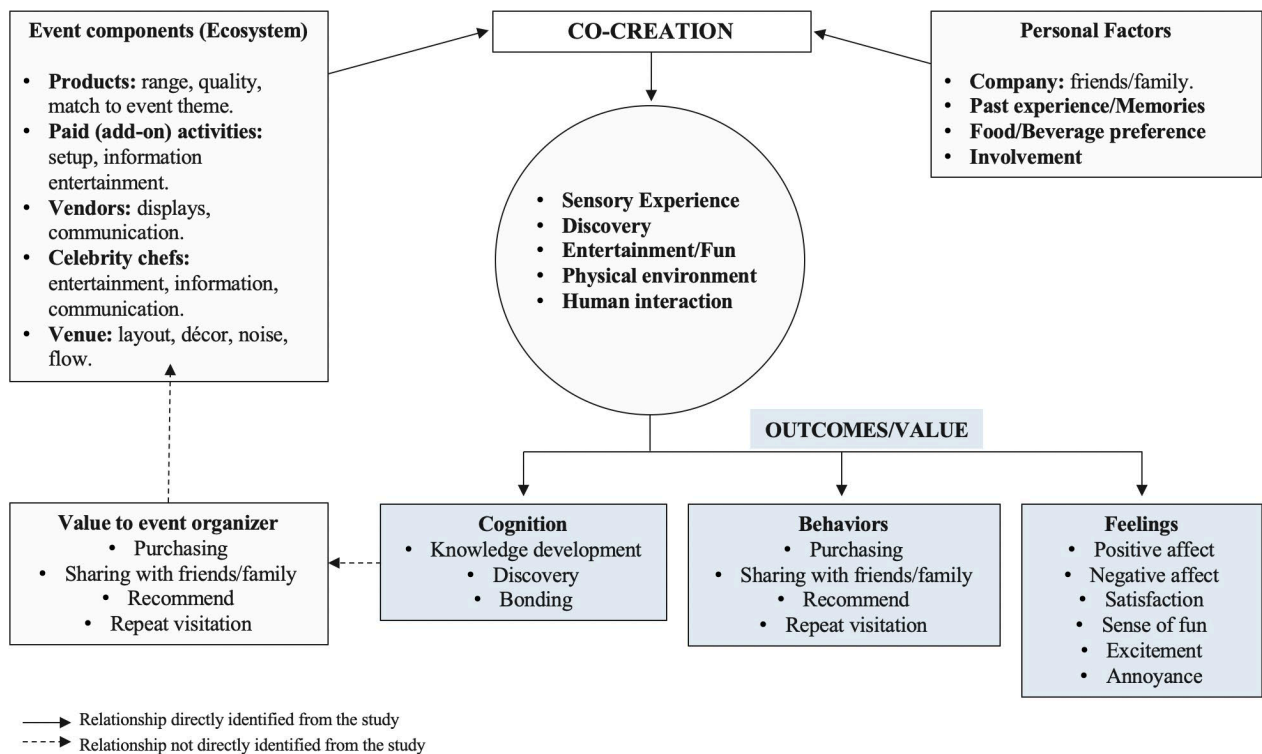 Event components (Ecosystem)
• Products: range, quality,
match to event theme.
• Paid (add-on) activities:
setup, information
entertainment.
• Vendors: displays,
communication.
• Celebrity chefs:
entertainment, information,
communication.
• Venue: layout, décor, noise,
flow.
CO-CREATION
Personal Factors
• Company: friends/family.
• Past experience/Memories
• Food/Beverage preference
• Involvement
• Sensory Experience
• Discovery
• Entertainment/Fun
• Physical environment
• Human interaction
OUTCOMES/VALUE
Value to event organizer
• Purchasing
• Sharing with friends/family
• Recommend
• Repeat visitation
Cognition
• Knowledge development
• Discovery
• Bonding
Behaviors
• Purchasing
• Sharing with friends/family
• Recommend
• Repeat visitation
Feelings
• Positive affect
• Negative affect
• Satisfaction
• Sense of fun
• Excitement
• Annoyance
Relationship directly identified from the study
Relationship not directly identified from the study